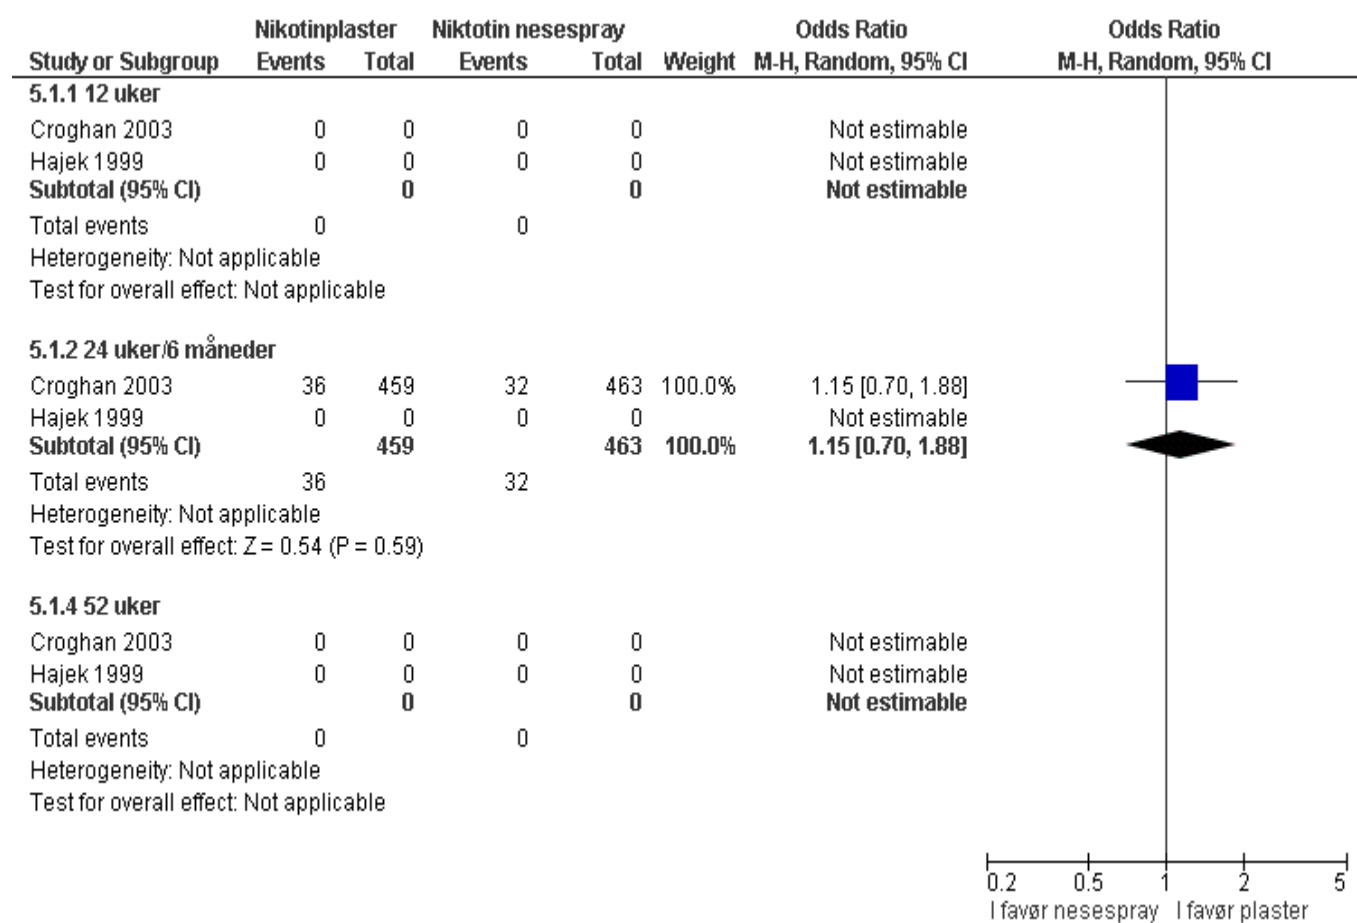 Nikotinplaster Niktotin nesespray Odds Ratio Odds Ratio
Study or Subgroup Events Total Events Total Weight M-H, Random, 95% CI M-H, Random, 95% CI
5.1.1 12 uker
Croghan 2003 0 0 0 0 Not estimable
Hajek 1999 0 0 0 0 Not estimable
Subtotal (95% CI) 0 0 Not estimable
Total events 0 0
Heterogeneity: Not applicable
Test for overall effect: Not applicable
5.1.2 24 uker/6 måneder
Croghan 2003 36 459 32 463 100.0% 1.15 [0.70, 1.88]
Hajek 1999 0 0 0 0 Not estimable
Subtotal (95% CI) 459 463 100.0% 1.15 [0.70, 1.88]
Total events 36 32
Heterogeneity: Not applicable
Test for overall effect: Z = 0.54 (P = 0.59)
5.1.4 52 uker
Croghan 2003 0 0 0 0 Not estimable
Hajek 1999 0 0 0 0 Not estimable
Subtotal (95% CI) 0 0 Not estimable
Total events 0 0
Heterogeneity: Not applicable
Test for overall effect: Not applicable
0.2 0.5 1 2 5
I favør nesespray I favør plaster